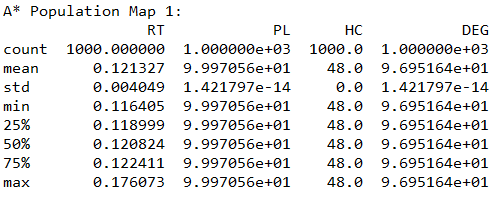 A* Population Map 1:
RT PL HC DEG
count 1000.000000 1.000000e+03 1000.0 1.000000e+03
mean 0.121327 9.997056e+01 48.0 9.695164e+01
std 0.004049 1.421797e-14 0.0 1.421797e-14
min 0.116405 9.997056e+01 48.0 9.695164e+01
25% 0.118999 9.997056e+01 48.0 9.695164e+01
50% 0.120824 9.997056e+01 48.0 9.695164e+01
75% 0.122411 9.997056e+01 48.0 9.695164e+01
max 0.176073 9.997056e+01 48.0 9.695164e+01